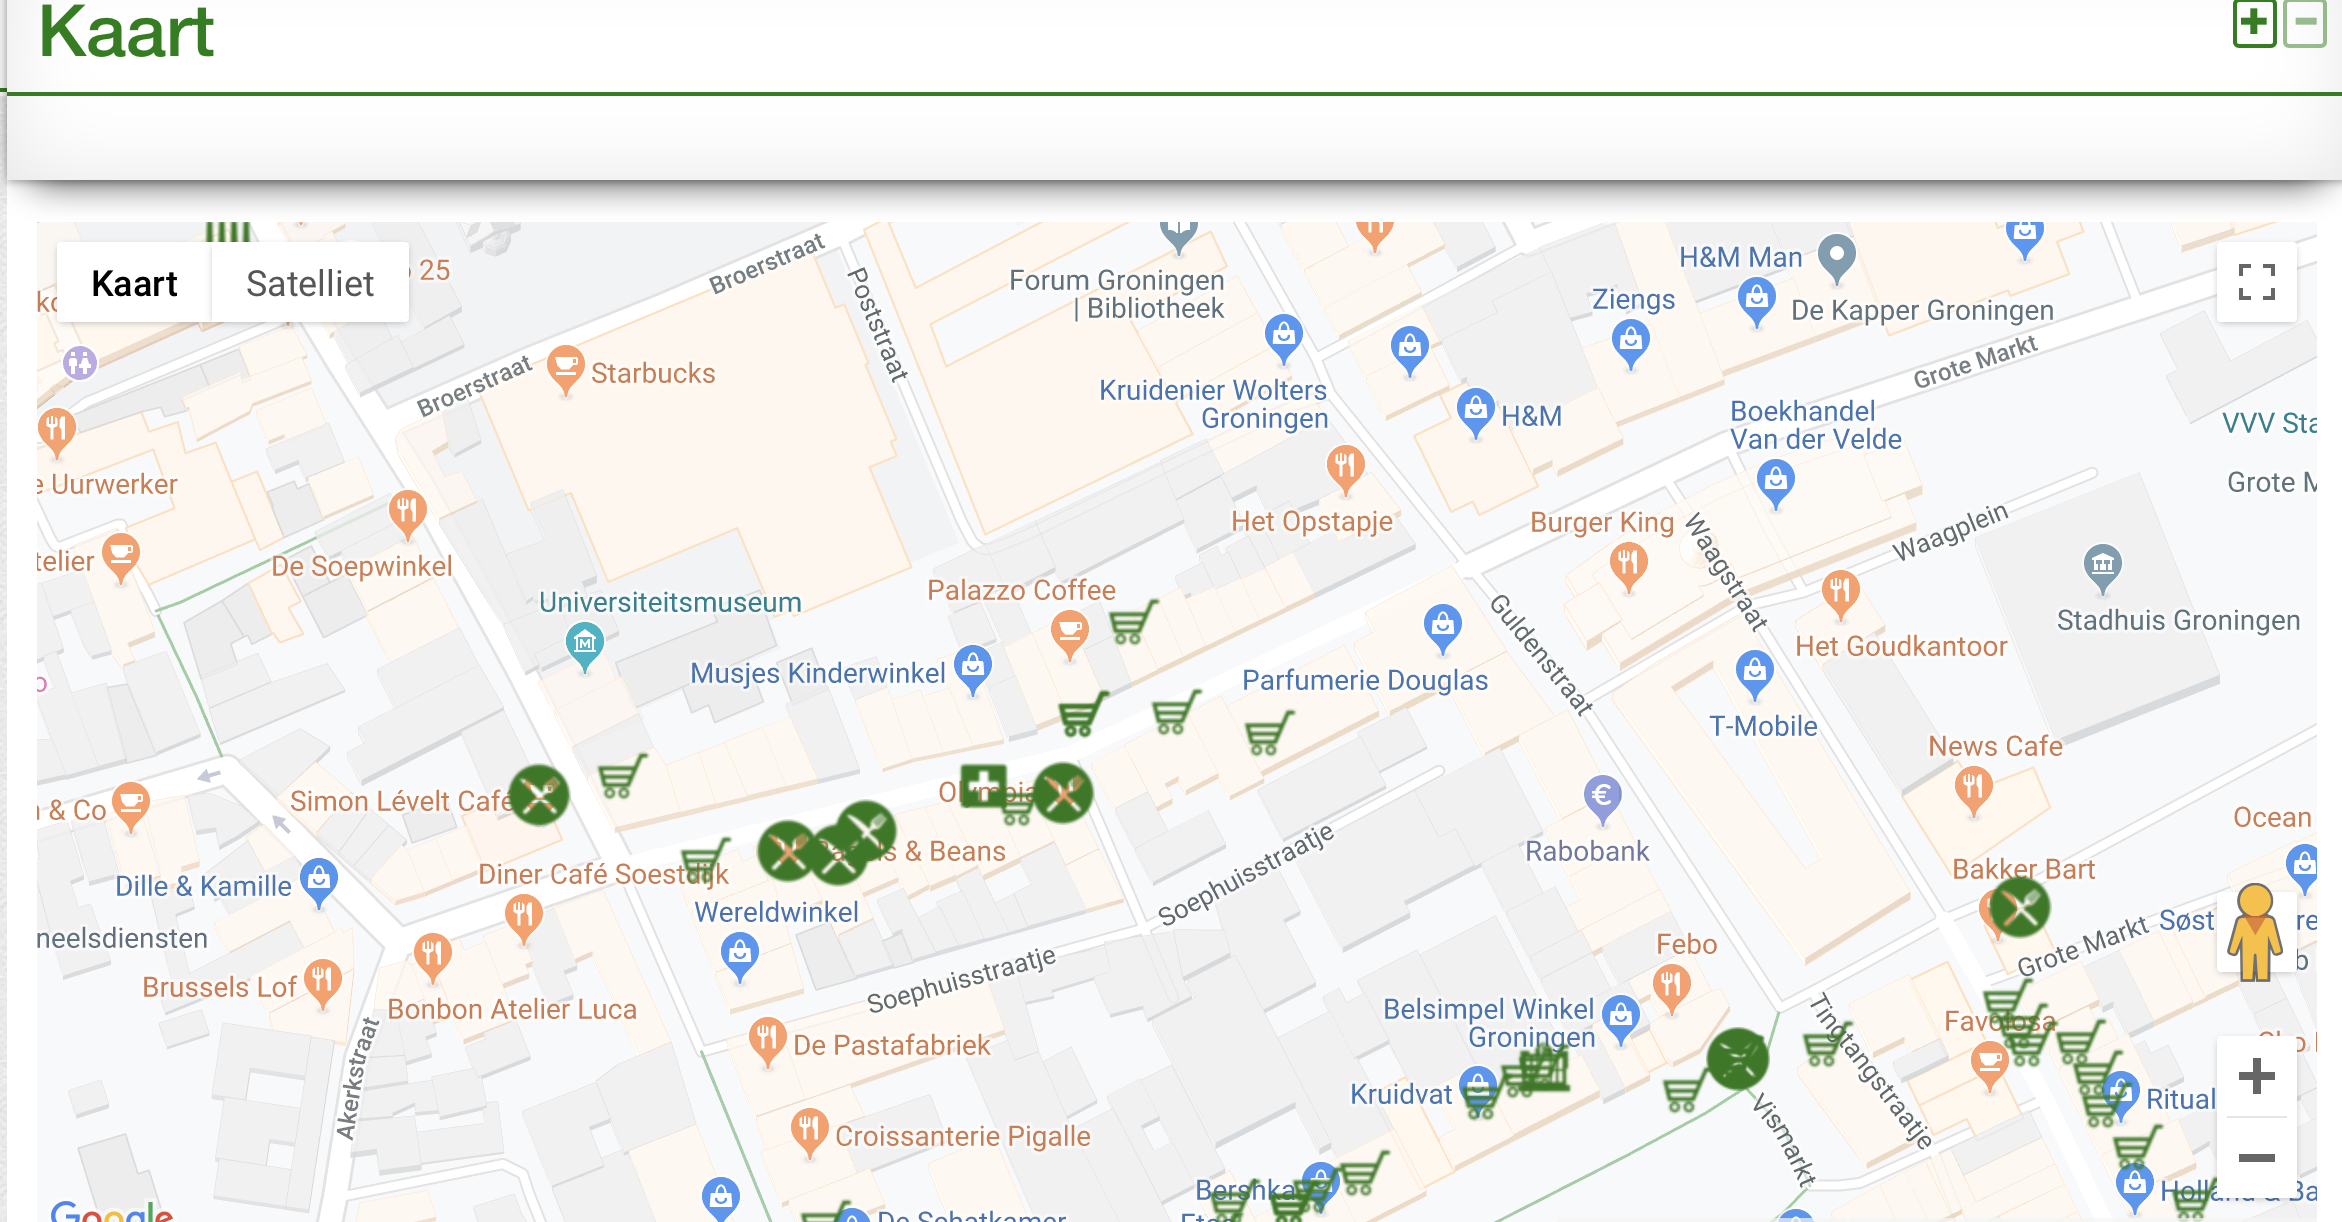 Kaart
Kaart
Satelliet
25
Broerstraat
Poststraat
Forum Groningen
| Bibliotheek
H&M Man
De Kapper Groningen
Ziengs
Grote Markt
Broerstraat
Starbucks
Kruidenier Wolters
Groningen
H&M
Boekhandel
Van der Velde
VVV Sta
Grote M
Uurwerker
Het Opstapje
Burger King
Waagstraat
Waagplein
telier
De Soepwinkel
Universiteitsmuseum
Palazzo Coffee
Guldenstraat
Het Goudkantoor
Stadhuis Groningen
Musjes Kinderwinkel
Parfumerie Douglas
T-Mobile
News Cafe
& Co
Simon Lévelt Café
Olympia
Ocean
Diner Café Soestdijk
& Beans
Soephuisstraatje
Rabobank
Bakker Bart
Dille & Kamille
Wereldwinkel
Søst
neelsdiensten
Grote Markt
Brussels Lof
Bonbon Atelier Luca
Soephuisstraatje
Febo
Akerkstraat
De Pastafabriek
Belsimpel Winkel
Groningen
Tingtangstraatje
Favolosa
Kruidvat
Vismarkt
Ritual
Croissanterie Pigalle
Bershka
Holland & Ba
Google
De Schatkamer